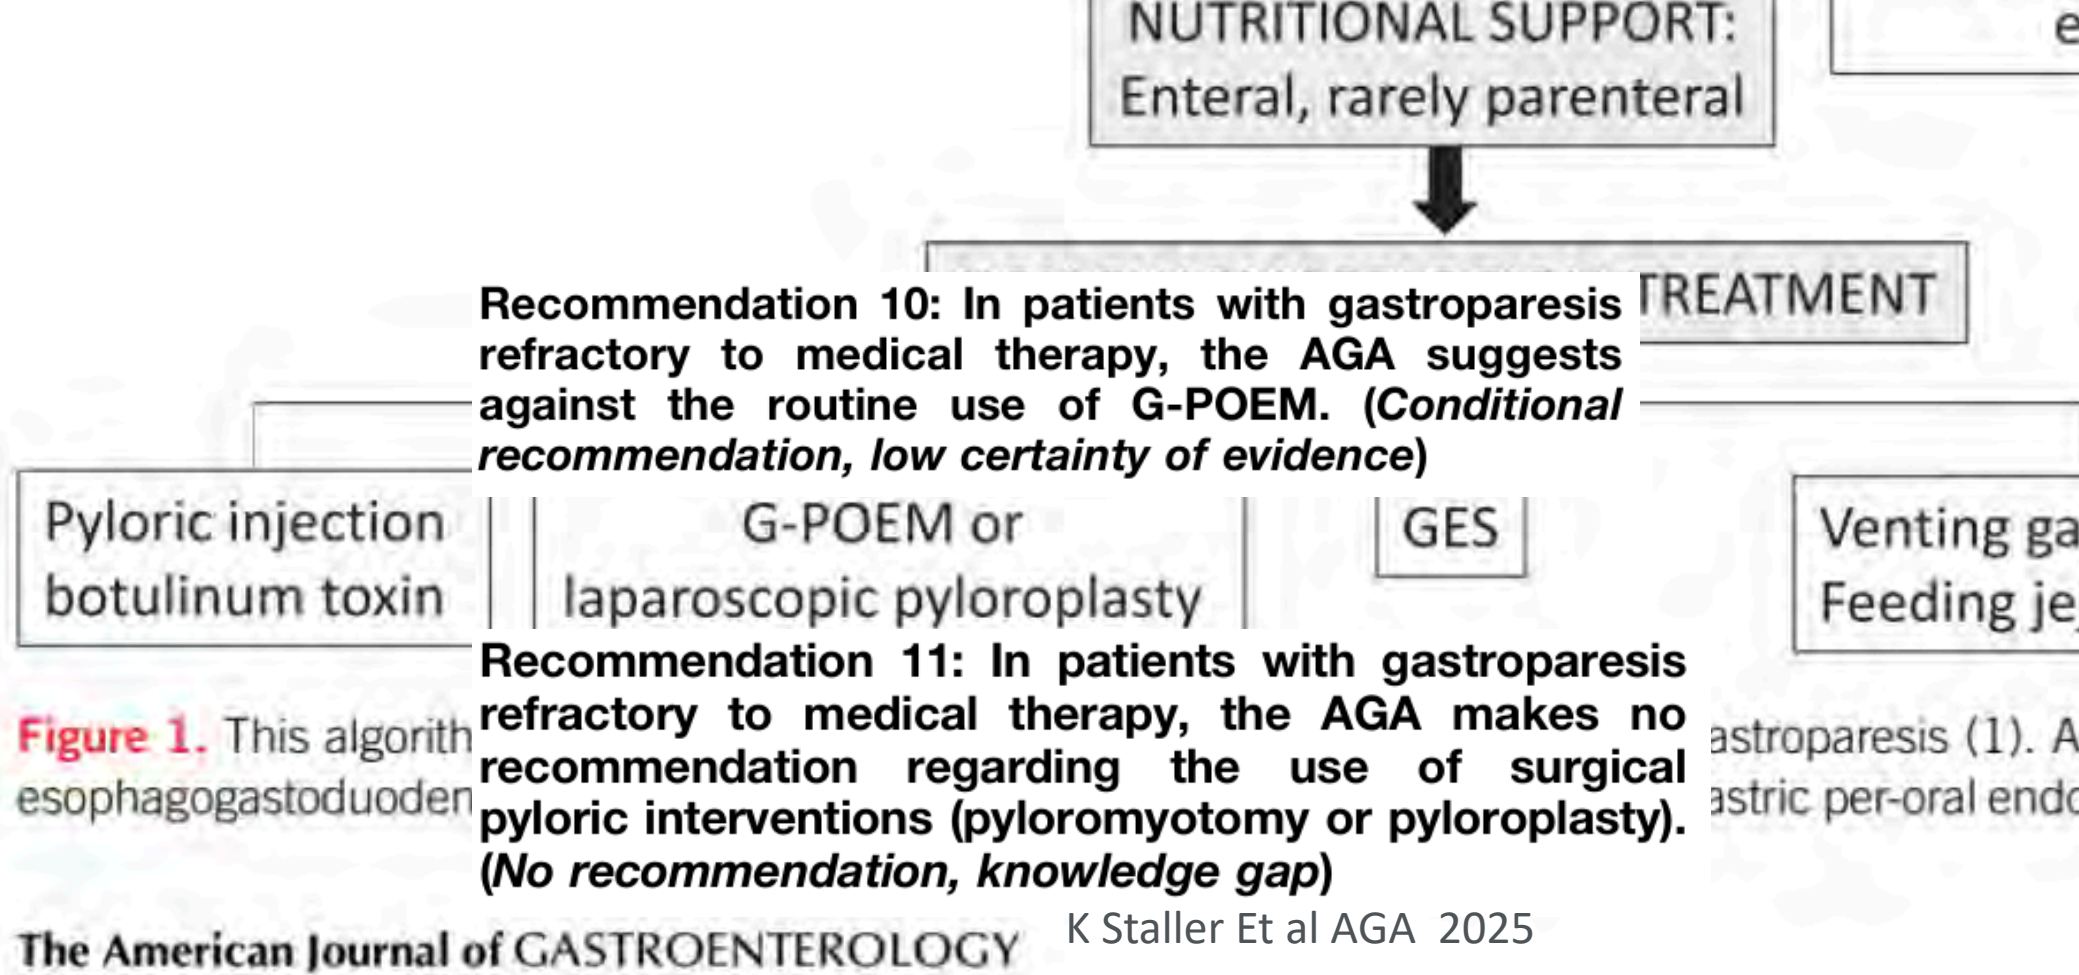 NUTRITIONAL SUPPORT:
Enteral, rarely parenteral
TREATMENT
Recommendation 10: In patients with gastroparesis
refractory to medical therapy, the AGA suggests
against the routine use of G-POEM. (Conditional
recommendation, low certainty of evidence)
Pyloric injection
botulinum toxin
G-POEM or
laparoscopic pyloroplasty
GES
Venting ga
Feeding je
Recommendation 11: In patients with gastroparesis
refractory to medical therapy, the AGA makes no
recommendation regarding the use of surgical
pyloric interventions (pyloromyotomy or pyloroplasty).
(No recommendation, knowledge gap)
Figure 1. This algorith
astroparesis (1). A
esophagogastoduoden
astric per-oral endo
K Staller Et al AGA 2025
The American Journal of GASTROENTEROLOGY